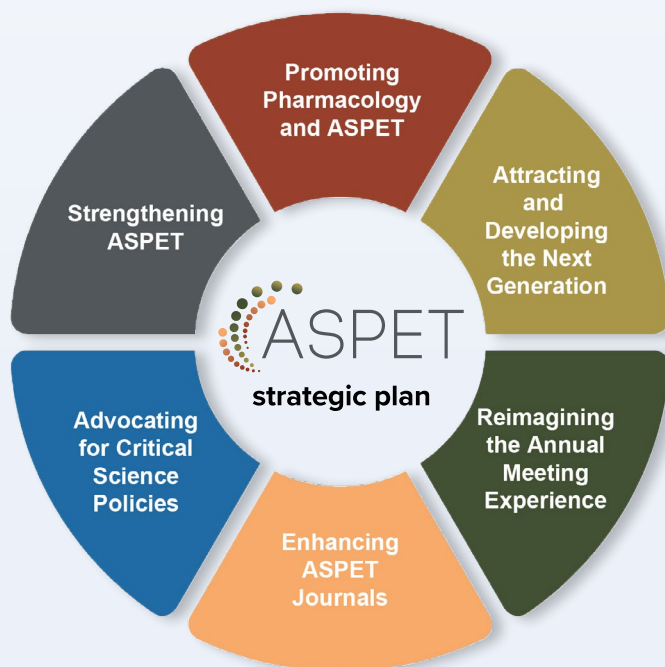 Promoting
Pharmacology
and ASPET
Attracting
and
Developing
the Next
Generation
Reimagining
the Annual
Meeting
Experience
Enhancing
ASPET
Journals
Advocating
for Critical
Science
Policies
Strengthening
ASPET
ASPET
strategic plan